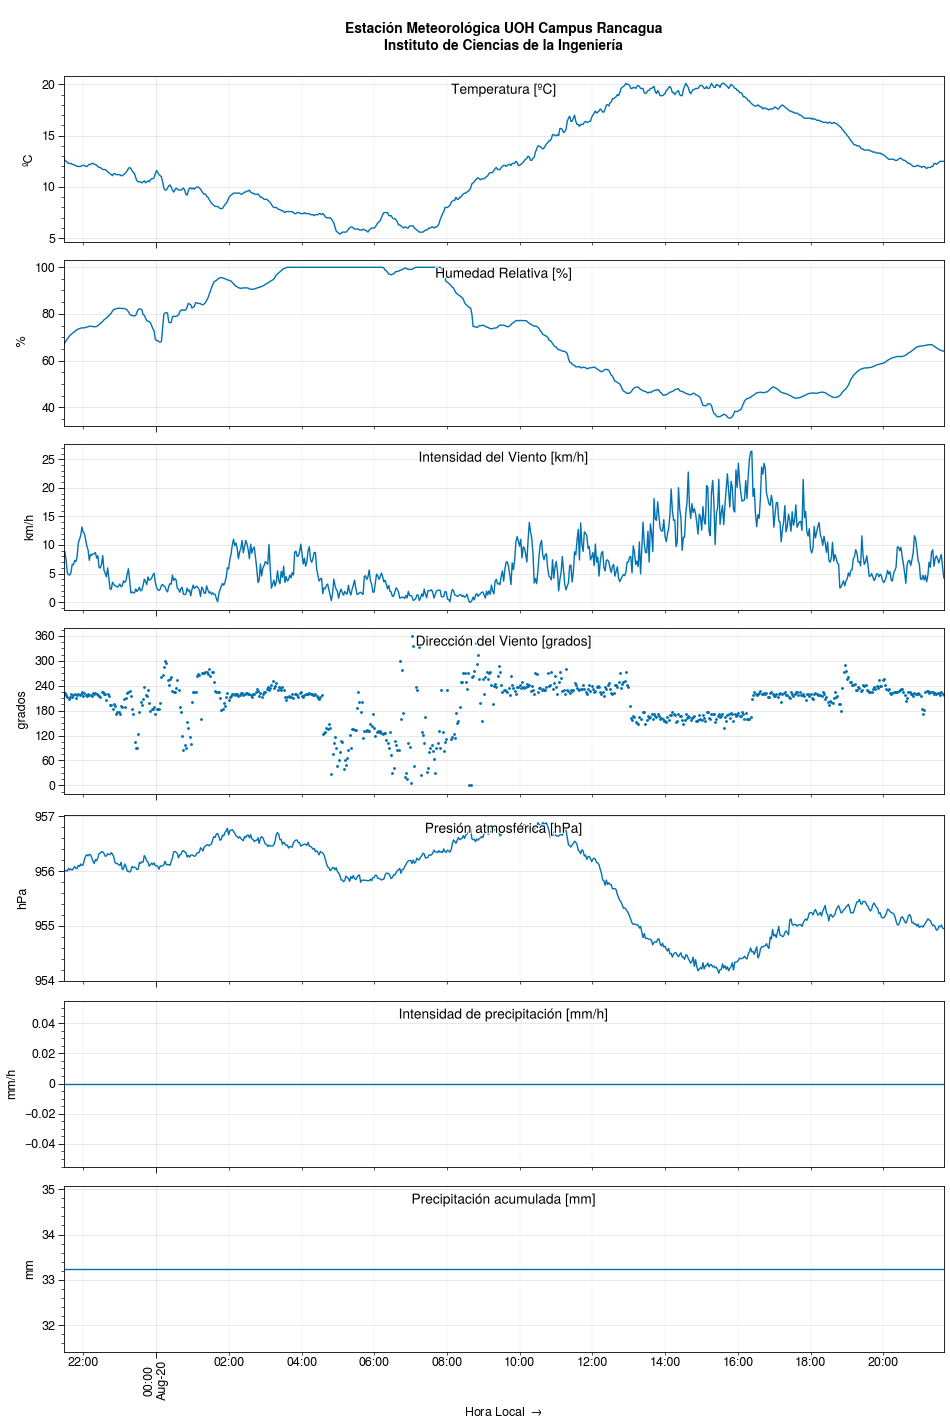 Estación Meteorológica UOH Campus Rancagua
Instituto de Ciencias de la Ingeniería
Temperatura [ºC]
ºC
20
15
10
5
Humedad Relativa [%]
%
100
80
60
40
Intensidad del Viento [km/h]
km/h
25
20
15
10
5
0
Dirección del Viento [grados]
grados
360
300
240
180
120
60
0
Presión atmosférica [hPa]
hPa
957
956
955
954
Intensidad de precipitación [mm/h]
mm/h
0.04
0.02
0
−0.02
−0.04
Precipitación acumulada [mm]
mm
35
34
33
32
22:00
00:00
Aug-20
02:00
04:00
06:00
08:00
10:00
12:00
14:00
16:00
18:00
20:00
Hora Local →